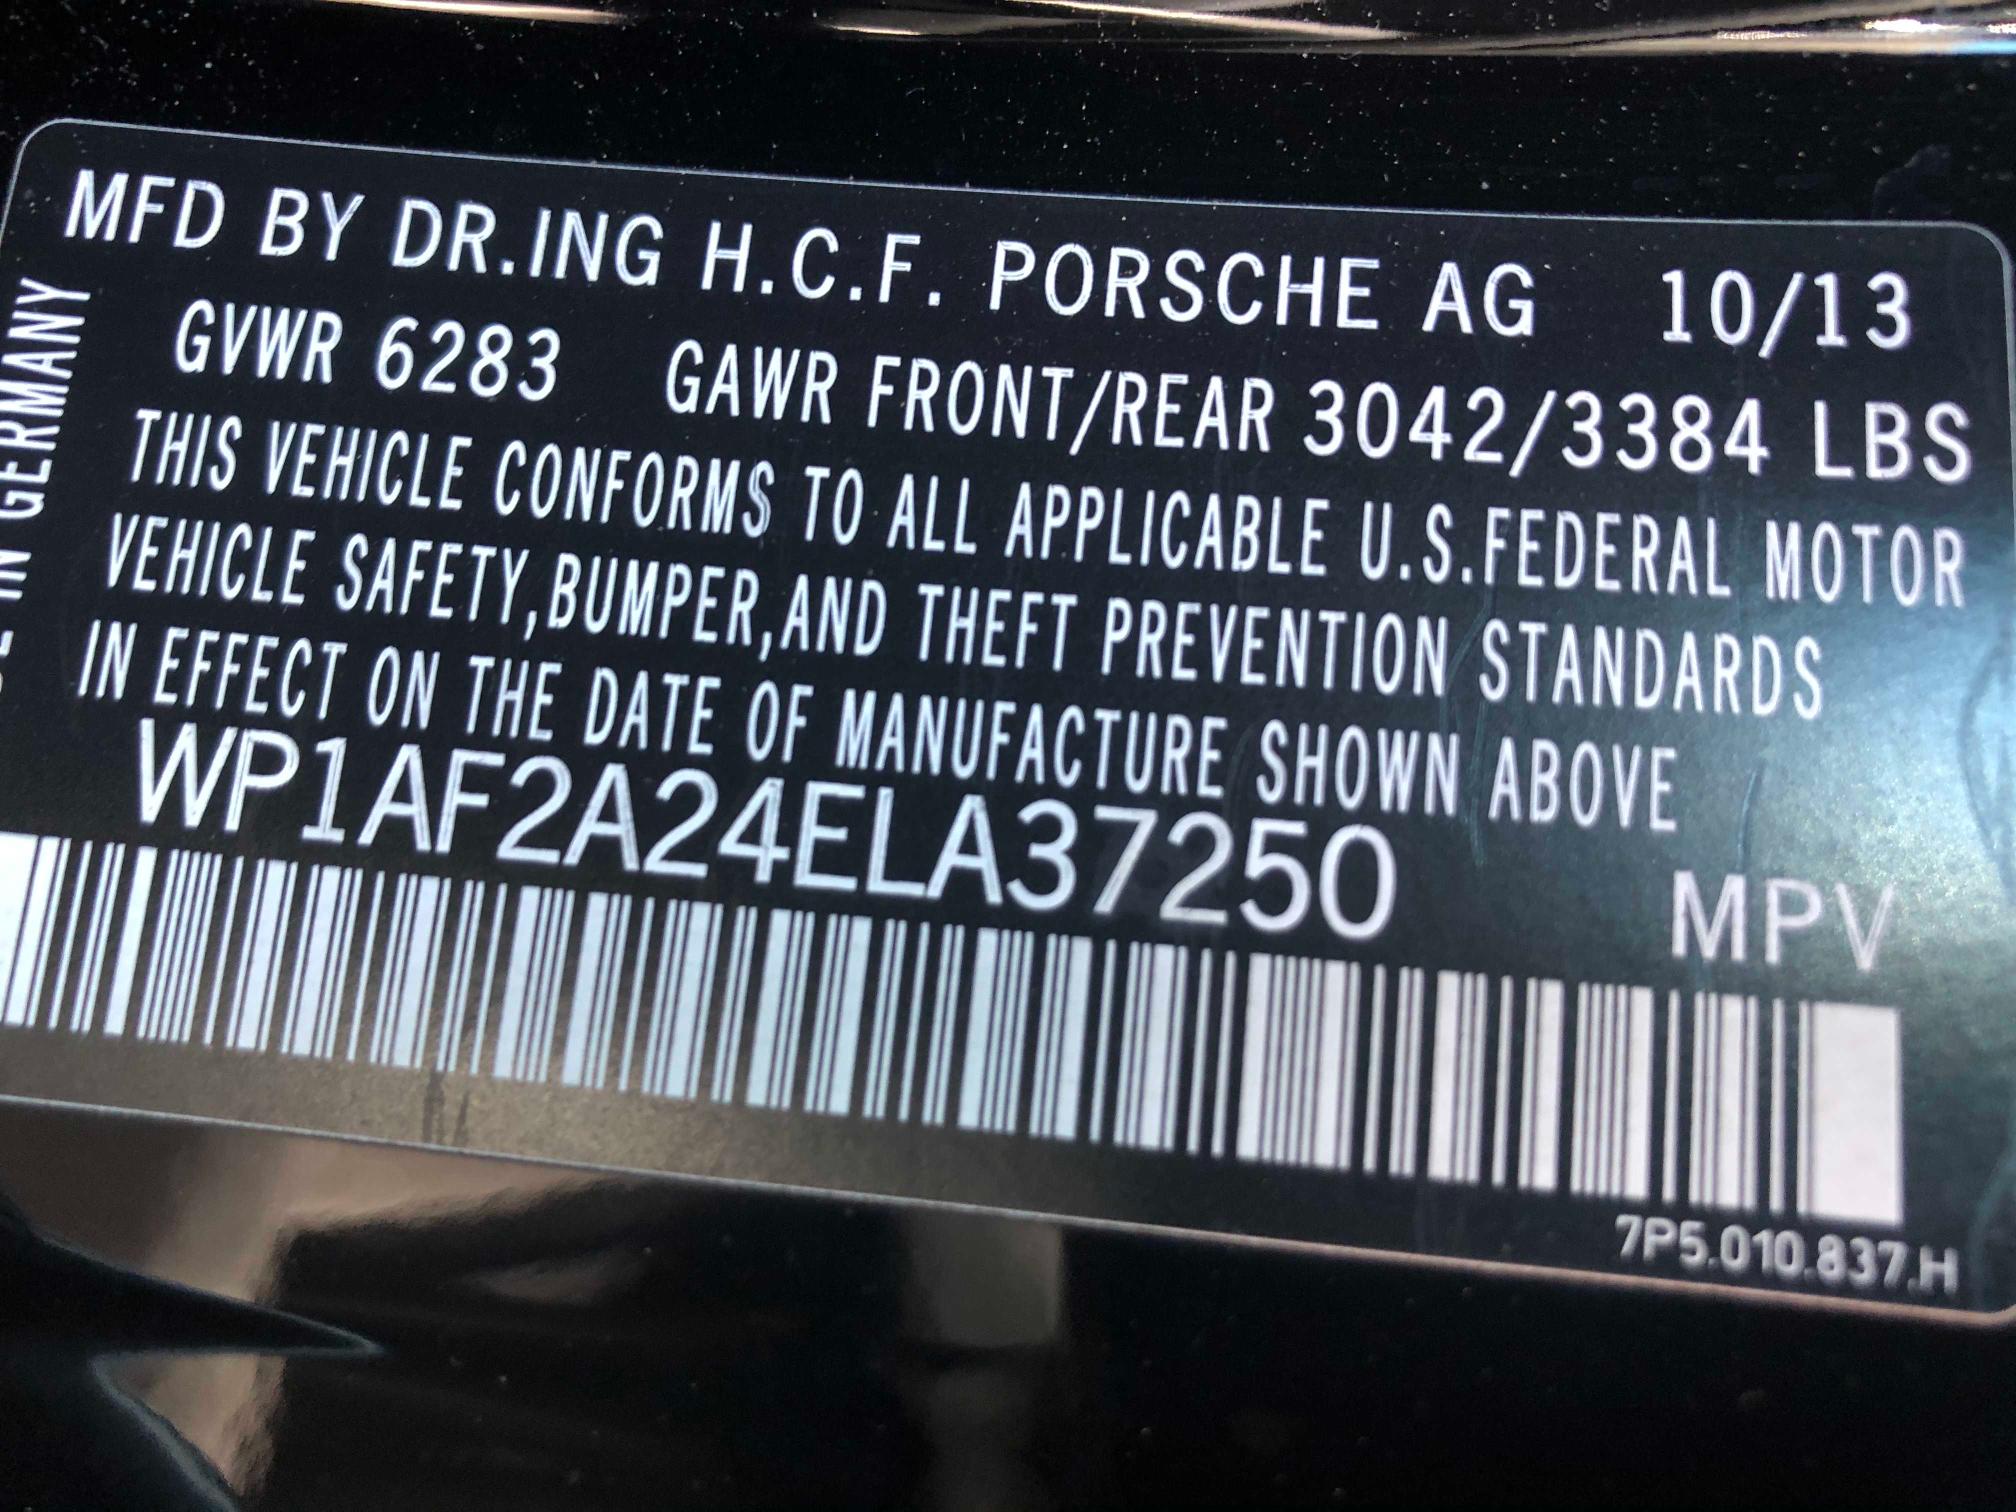 MFD BY DR.ING H.C.F. PORSCHE AG 10/13
GVWR 6283 GAWR FRONT/REAR 3042/3384 LBS
THIS VEHICLE CONFORMS TO ALL APPLICABLE U.S.FEDERAL MOTOR
VEHICLE SAFETY,BUMPER,AND THEFT PREVENTION STANDARDS
IN EFFECT ON THE DATE OF MANUFACTURE SHOWN ABOVE
WP1AF2A24ELA37250 MPV
7P5.010.837.H
IN GERMANY